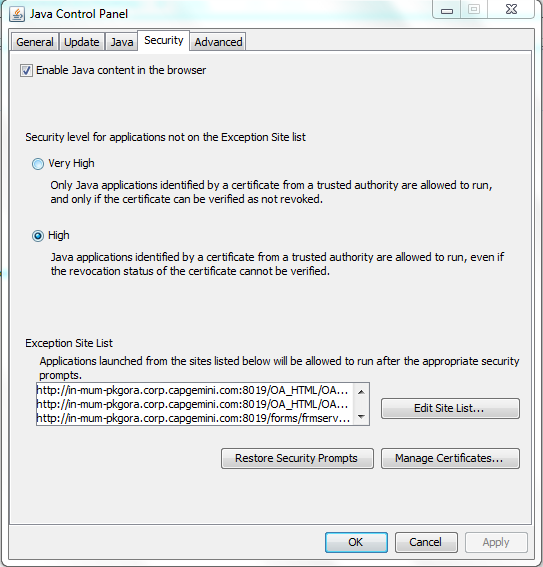 Java Control Panel
General Update Java Security Advanced
Enable Java content in the browser
Security level for applications not on the Exception Site list
Very High
Only Java applications identified by a certificate from a trusted authority are allowed to run,
and only if the certificate can be verified as not revoked.
High
Java applications identified by a certificate from a trusted authority are allowed to run, even if
the revocation status of the certificate cannot be verified.
Exception Site List
Applications launched from the sites listed below will be allowed to run after the appropriate security
prompts.
http://in-mum-pkgora.corp.capgemini.com:8019/OA_HTML/OA...
http://in-mum-pkgora.corp.capgemini.com:8019/OA_HTML/OA...
http://in-mum-pkgora.corp.capgemini.com:8019/forms/frmserv...
Edit Site List...
Restore Security Prompts Manage Certificates...
OK Cancel Apply